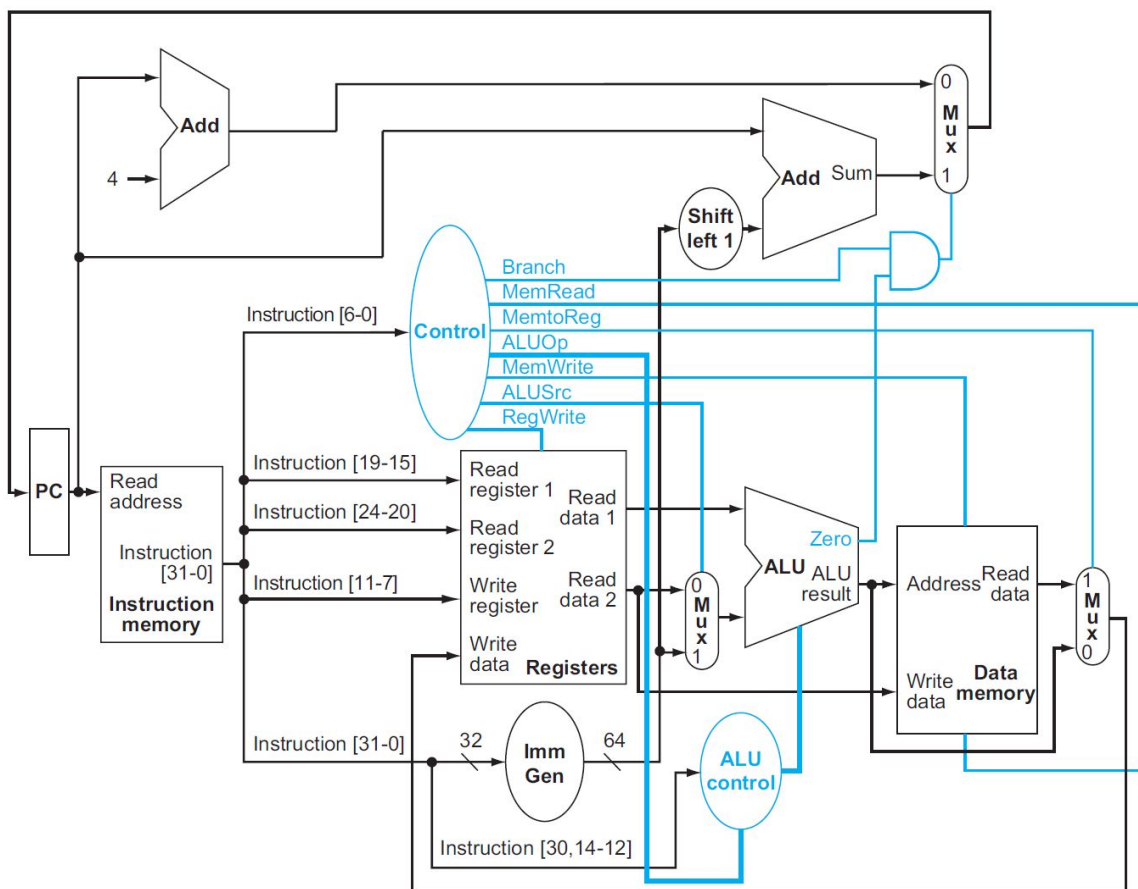 Add
4
0
Mux
1
Add Sum
Shift
left 1
Branch
MemRead
MemtoReg
ALUOp
MemWrite
ALUSrc
RegWrite
Control
Instruction [6-0]
PC
Read
address
Instruction
[31-0]
Instruction
memory
Instruction [19-15]
Instruction [24-20]
Instruction [11-7]
Instruction [31-0]
Read
register 1
Read
register 2
Write
register
Write
data
Read
data 1
Read
data 2
Registers
0
Mux
1
Zero
ALU
ALU
result
Address
Read
data
Write
data
Data
memory
1
Mux
0
32
Imm
Gen
64
ALU
control
Instruction [30,14-12]